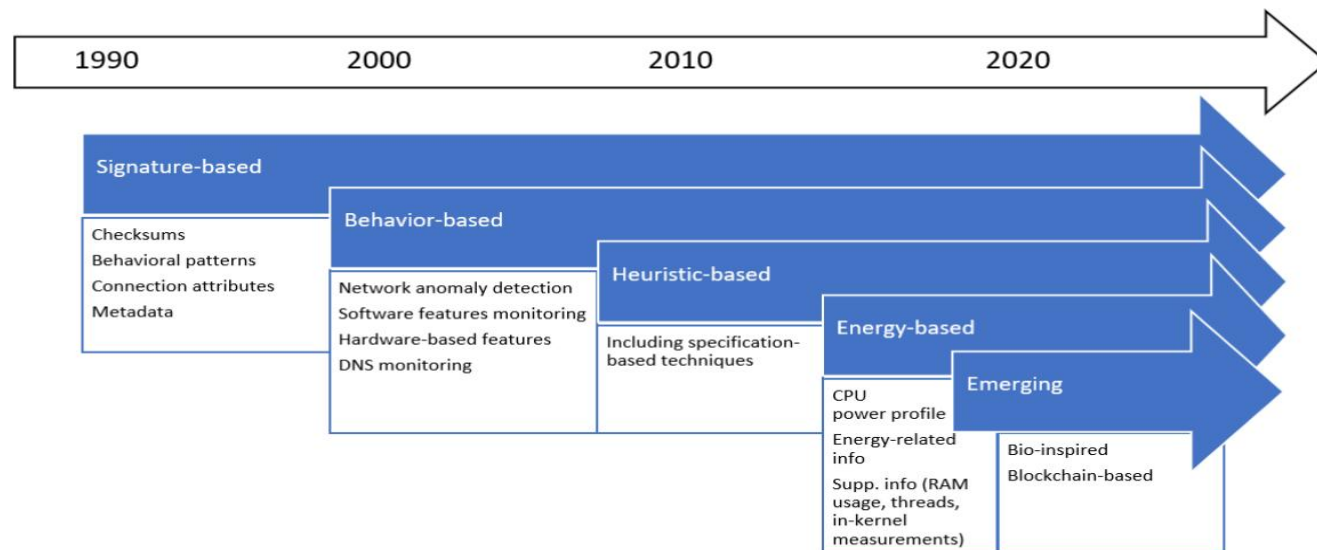 1990 2000 2010 2020
Signature-based
Checksums
Behavioral patterns
Connection attributes
Metadata
Behavior-based
Network anomaly detection
Software features monitoring
Hardware-based features
DNS monitoring
Heuristic-based
Including specification-
based techniques
Energy-based
CPU
power profile
Energy-related
info
Supp. info (RAM
usage, threads,
in-kernel
measurements)
Emerging
Bio-inspired
Blockchain-based